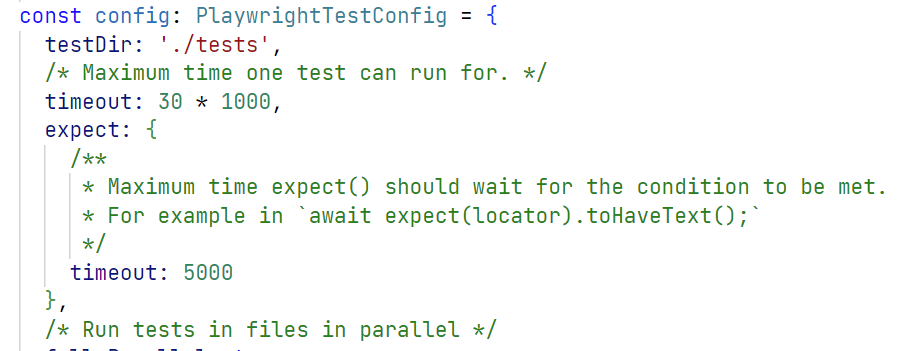 const config: PlaywrightTestConfig = {
testDir: './tests',
/* Maximum time one test can run for. */
timeout: 30 * 1000,
expect: {
/**
* Maximum time expect() should wait for the condition to be met.
* For example in `await expect(locator).toHaveText();`
*/
timeout: 5000
},
/* Run tests in files in parallel */